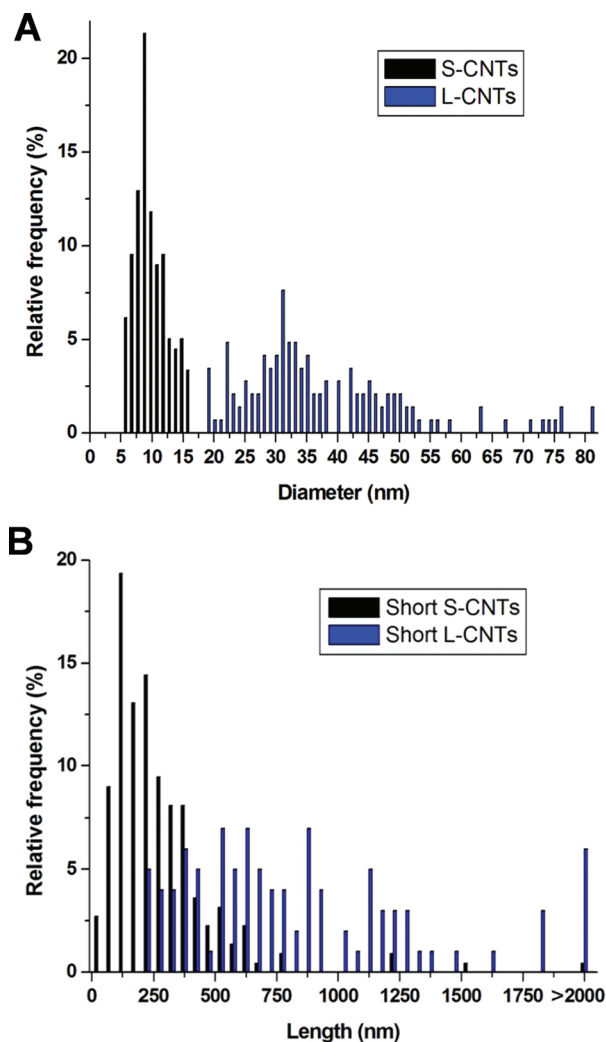 A
S-CNTs
L-CNTs
Relative frequency (%)
20
15
10
5
0
0 5 10 15 20 25 30 35 40 45 50 55 60 65 70 75 80
Diameter (nm)
B
Short S-CNTs
Short L-CNTs
Relative frequency (%)
20
15
10
5
0
0 250 500 750 1000 1250 1500 1750 >2000
Length (nm)